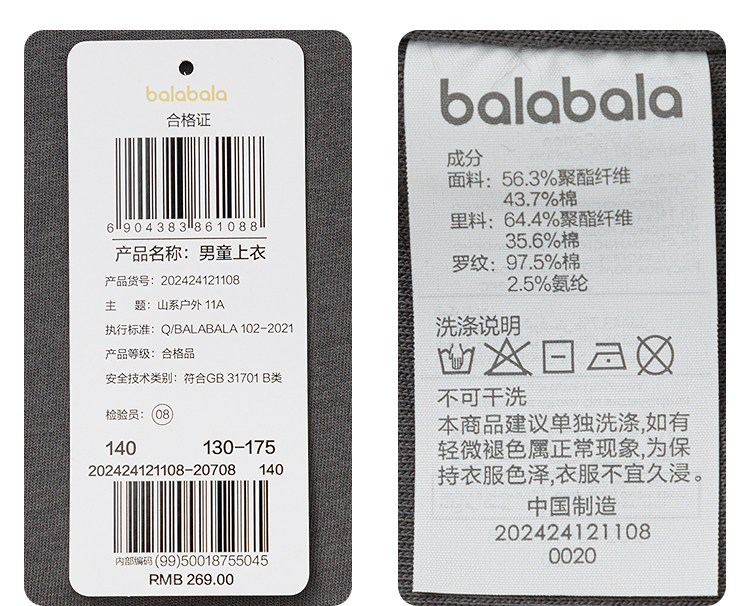 balabala
合格证
6 904383 861088
产品名称：男童上衣
产品货号：202424121108
主 题：山系户外 11A
执行标准：Q/BALABALA 102-2021
产品等级：合格品
安全技术类别：符合GB 31701 B类
检验员：08
140 130-175
202424121108-20708 140
内部编码 (99)50018755045
RMB 269.00
balabala
成分
面料：56.3%聚酯纤维
43.7%棉
里料：64.4%聚酯纤维
35.6%棉
罗纹：97.5%棉
2.5%氨纶
洗涤说明
不可干洗
本商品建议单独洗涤,如有
轻微褪色属正常现象,为保
持衣服色泽,衣服不宜久浸。
中国制造
202424121108
0020